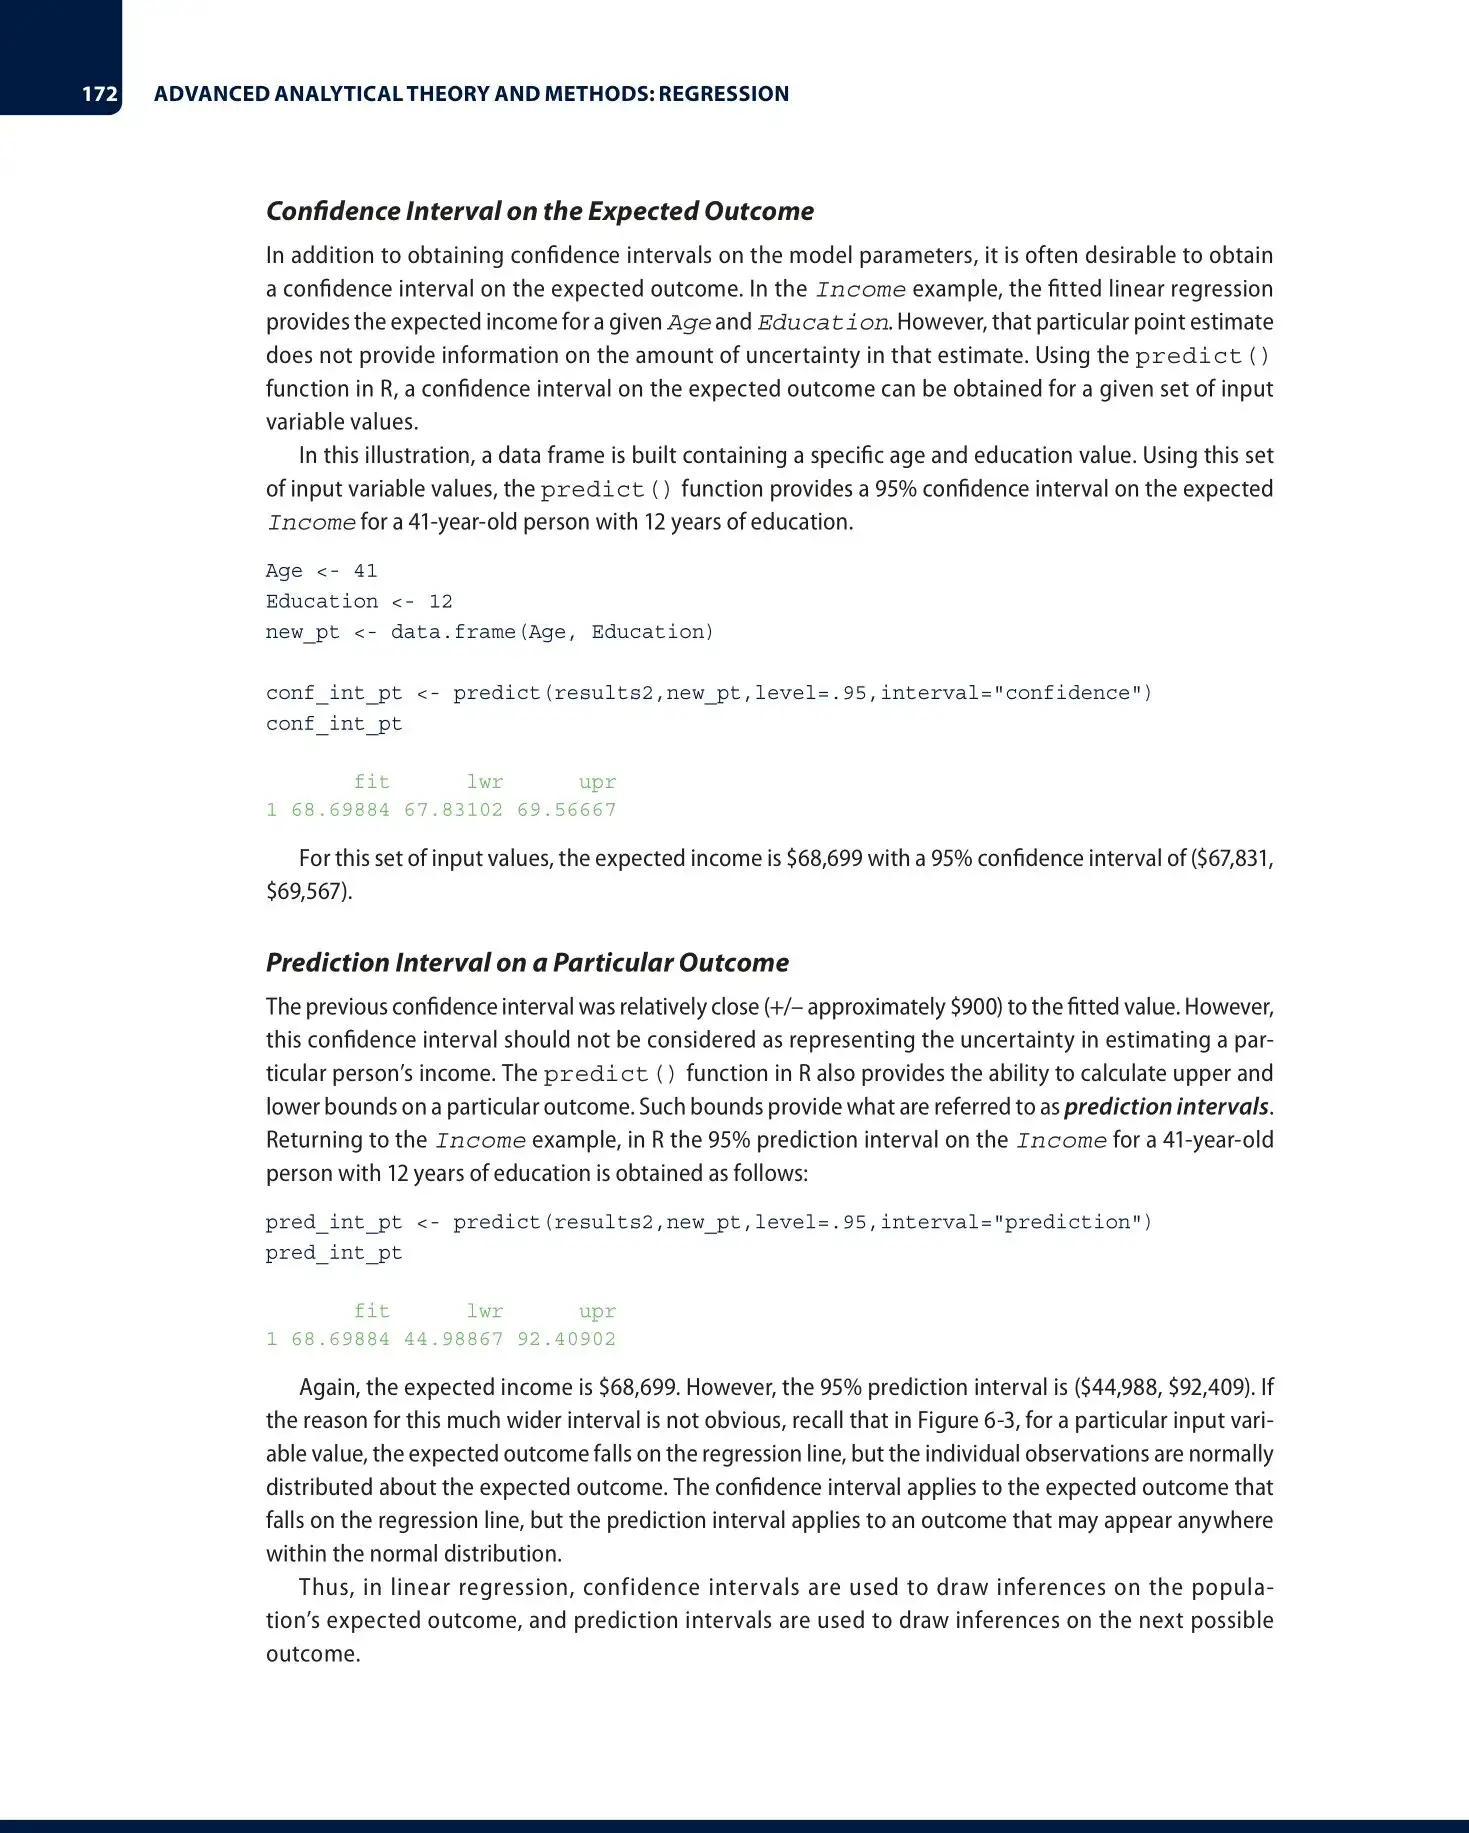 172 ADVANCED ANALYTICAL THEORY AND METHODS: REGRESSION
Confidence Interval on the Expected Outcome
In addition to obtaining confidence intervals on the model parameters, it is often desirable to obtain
a confidence interval on the expected outcome. In the Income example, the fitted linear regression
provides the expected income for a given Age and Education. However, that particular point estimate
does not provide information on the amount of uncertainty in that estimate. Using the predict()
function in R, a confidence interval on the expected outcome can be obtained for a given set of input
variable values.
In this illustration, a data frame is built containing a specific age and education value. Using this set
of input variable values, the predict() function provides a 95% confidence interval on the expected
Income for a 41-year-old person with 12 years of education.
Age <- 41
Education <- 12
new_pt <- data.frame(Age, Education)
conf_int_pt <- predict(results2,new_pt,level=.95,interval="confidence")
conf_int_pt
fit lwr upr
1 68.69884 67.83102 69.56667
For this set of input values, the expected income is $68,699 with a 95% confidence interval of ($67,831,
$69,567).
Prediction Interval on a Particular Outcome
The previous confidence interval was relatively close (+/– approximately $900) to the fitted value. However,
this confidence interval should not be considered as representing the uncertainty in estimating a par-
ticular person’s income. The predict() function in R also provides the ability to calculate upper and
lower bounds on a particular outcome. Such bounds provide what are referred to as prediction intervals.
Returning to the Income example, in R the 95% prediction interval on the Income for a 41-year-old
person with 12 years of education is obtained as follows:
pred_int_pt <- predict(results2,new_pt,level=.95,interval="prediction")
pred_int_pt
fit lwr upr
1 68.69884 44.98867 92.40902
Again, the expected income is $68,699. However, the 95% prediction interval is ($44,988, $92,409). If
the reason for this much wider interval is not obvious, recall that in Figure 6-3, for a particular input vari-
able value, the expected outcome falls on the regression line, but the individual observations are normally
distributed about the expected outcome. The confidence interval applies to the expected outcome that
falls on the regression line, but the prediction interval applies to an outcome that may appear anywhere
within the normal distribution.
Thus, in linear regression, confidence intervals are used to draw inferences on the popula-
tion’s expected outcome, and prediction intervals are used to draw inferences on the next possible
outcome.